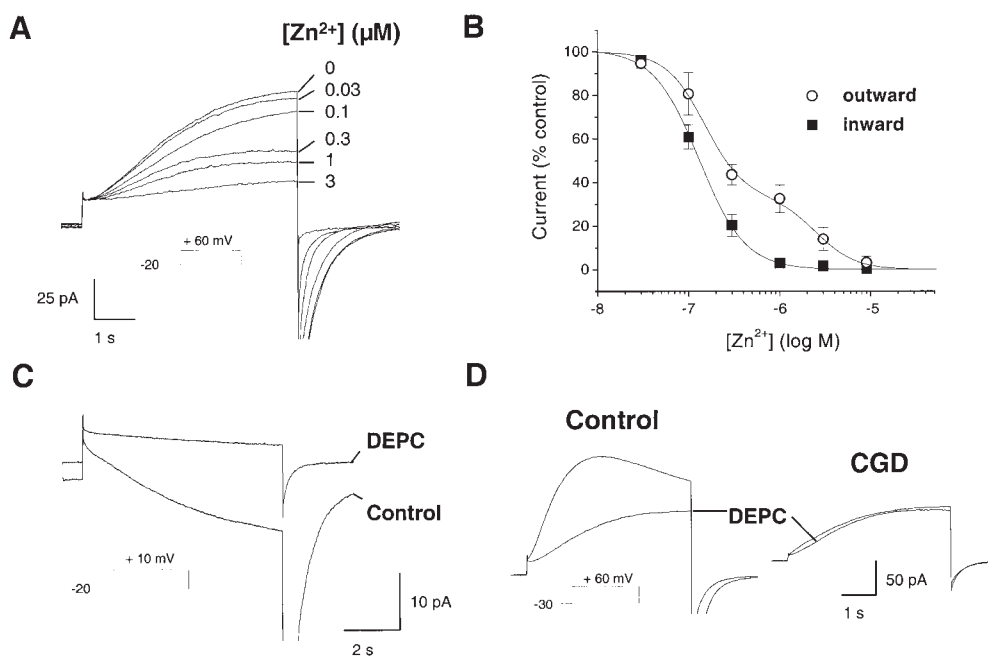 A
[Zn2+] (µM)
0
0.03
0.1
0.3
1
3
+ 60 mV
-20
25 pA
1 s
B
Current (% control)
100
80
60
40
20
0
-8
-7
-6
-5
[Zn2+] (log M)
outward
inward
C
DEPC
Control
+ 10 mV
-20
10 pA
2 s
D
Control
CGD
DEPC
+ 60 mV
-30
50 pA
1 s